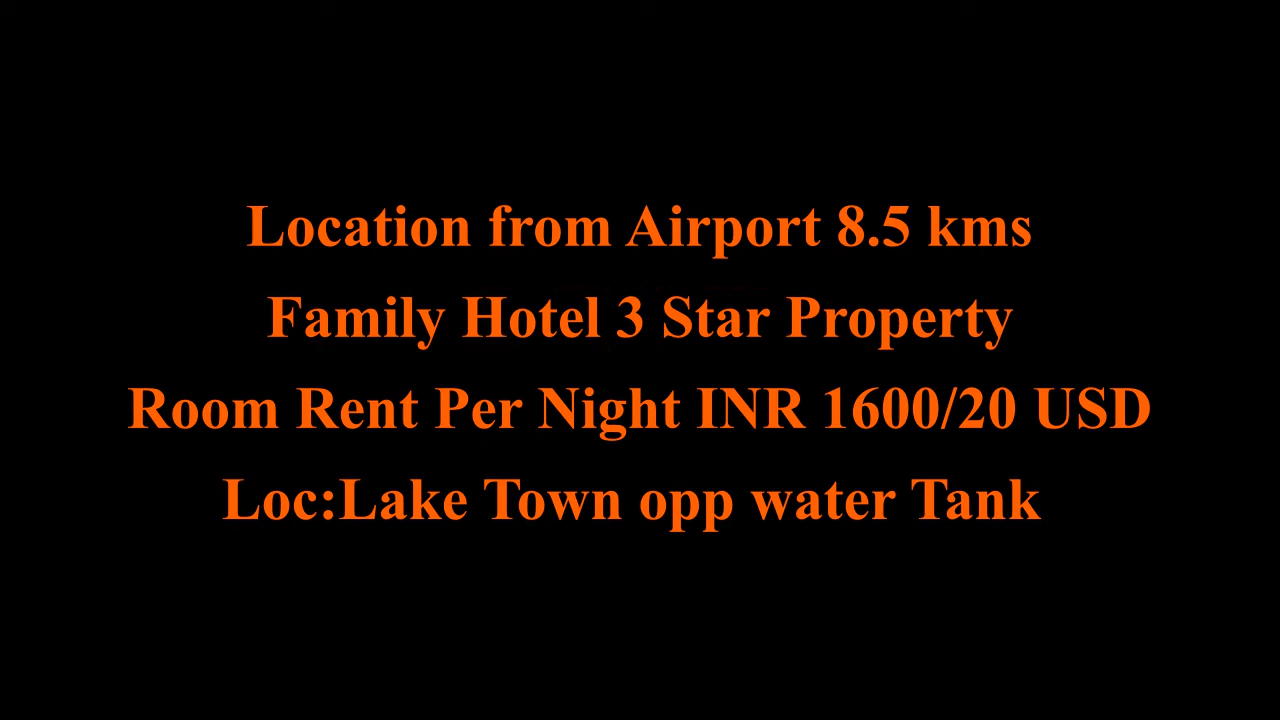 Location from Airport 8.5 kms
Family Hotel 3 Star Property
Room Rent Per Night INR 1600/20 USD
Loc:Lake Town opp water Tank